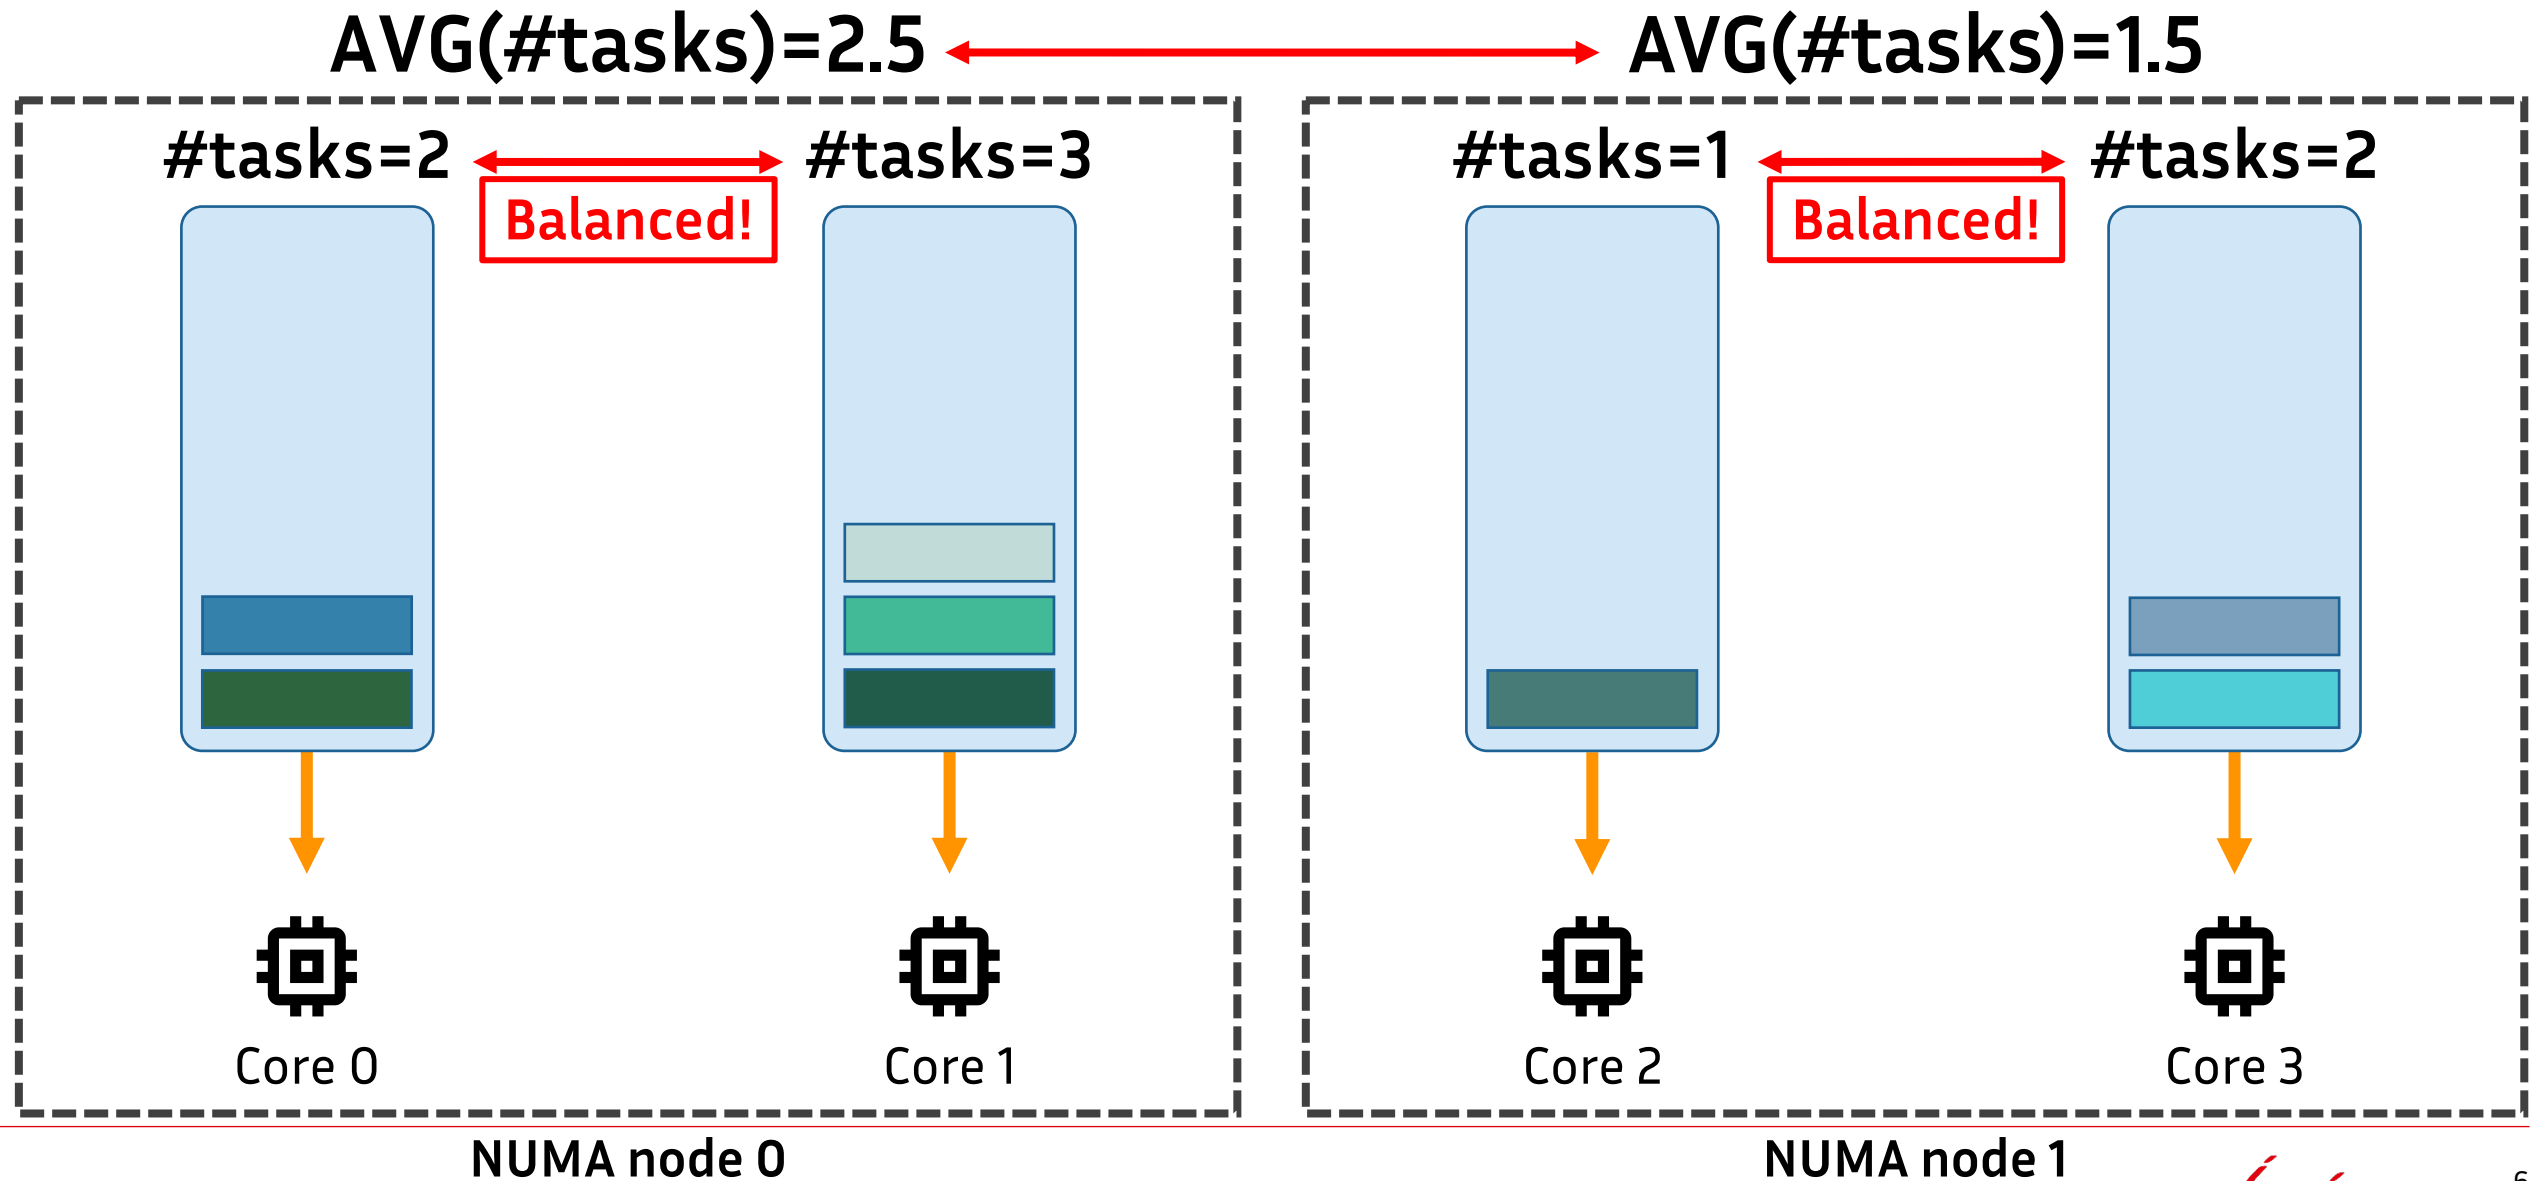 AVG(#tasks)=2.5
AVG(#tasks)=1.5
#tasks=2
#tasks=3
#tasks=1
#tasks=2
Balanced!
Balanced!
Core 0
Core 1
Core 2
Core 3
NUMA node 0
NUMA node 1